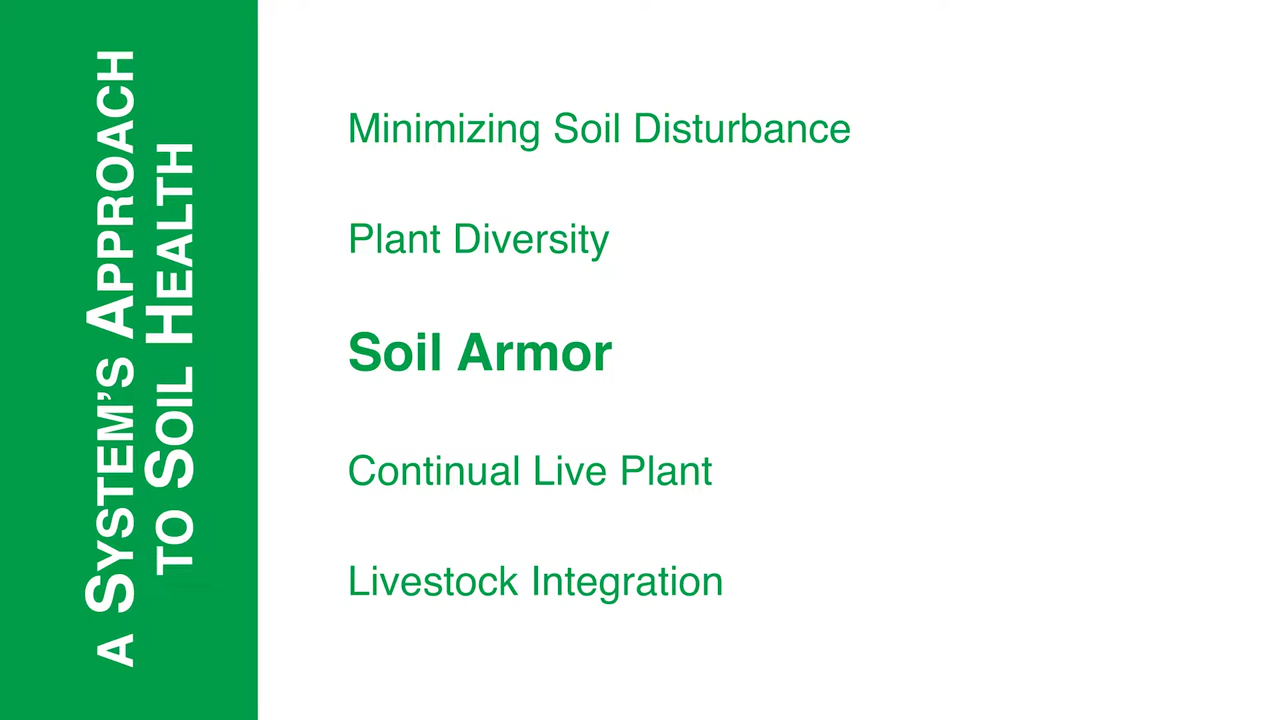 A SYSTEM'S APPROACH
TO SOIL HEALTH
Minimizing Soil Disturbance
Plant Diversity
Soil Armor
Continual Live Plant
Livestock Integration